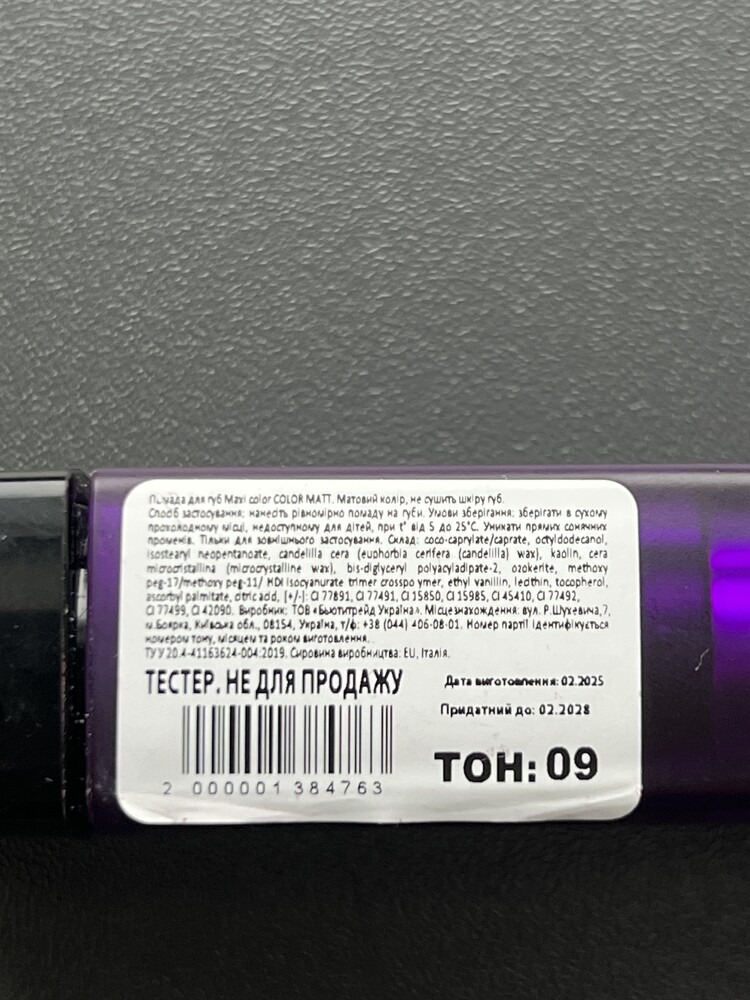 Помада для губ Maxi color COLOR MATT. Матовий колір, не сушить шкіру губ.
Спосіб застосування: нанесіть рівномірно помаду на губи. Умови зберігання: зберігати в сухому
прохолодному місці, недоступному для дітей, при t° від 5 до 25°С. Уникати прямих сонячних
променів. Тільки для зовнішнього застосування. Склад: coco-caprylate/caprate, octyldodecanol,
isostearyl neopentanoate, candelilla cera (euphorbia cerifera (candelilla) wax), kaolin, cera
microcristallina (microcrystalline wax), bis-diglyceryl polyacyladipate-2, ozokerite, methoxy
peg-17/methoxy peg-11/ HDI isocyanurate trimer crosspo ymer, ethyl vanillin, lecithin, tocopherol,
ascorbyl palmitate, citric acid, [+/-]: CI 77891, CI 77491, CI 15850, CI 15985, CI 45410, CI 77492,
CI 77499, CI 42090. Виробник: ТОВ «Бьютитрейд Україна». Місцезнаходження: вул. Р.Шухевича,7,
м.Боярка, Київська обл., 08154, Україна, т/ф: +38 (044) 406-08-01. Номер партії ідентифікується
номером тону, місяцем та роком виготовлення.
ТУ У 20.4-41163624-004:2019. Сировина виробництва: EU, Італія.
ТЕСТЕР. НЕ ДЛЯ ПРОДАЖУ
Дата виготовлення: 02.2025
Придатний до: 02.2028
ТОН: 09
2 000001 384763